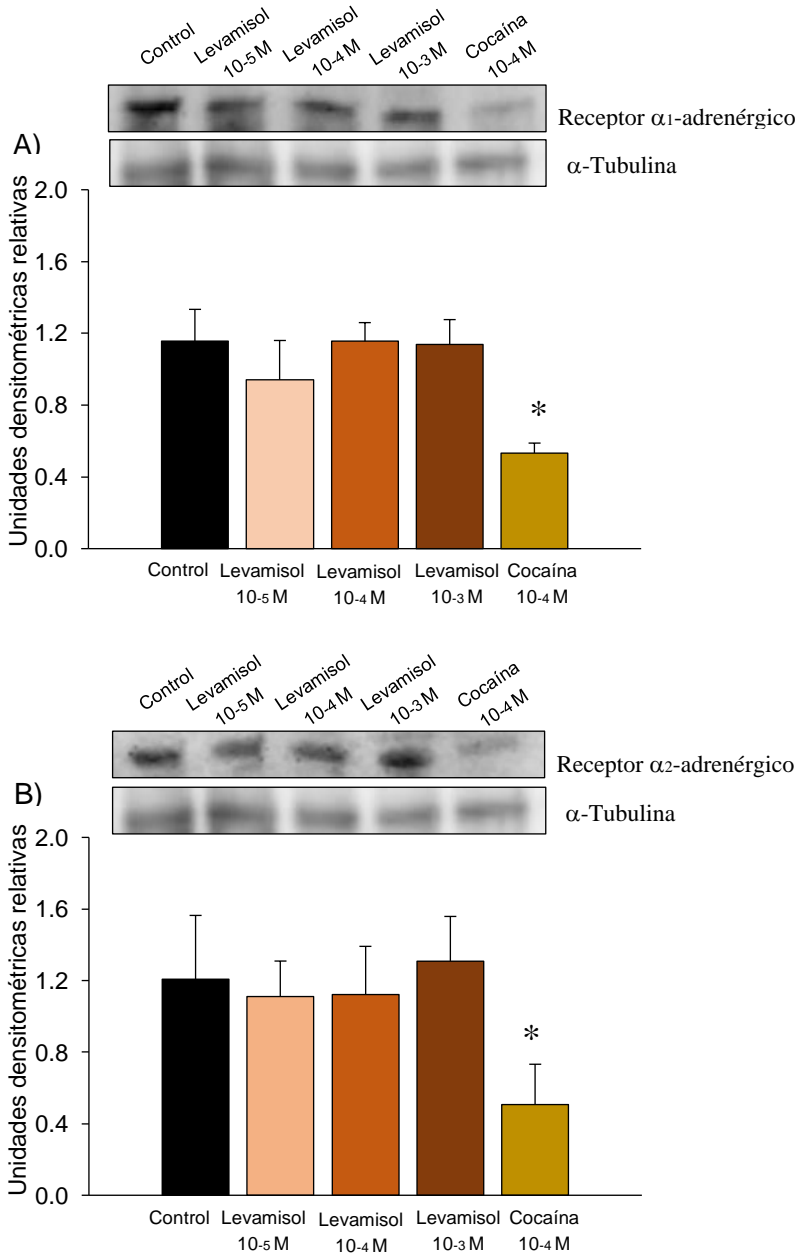 Control
Levamisol
10-5 M
Levamisol
10-4 M
Levamisol
10-3 M
Cocaína
10-4 M
Receptor α1-adrenérgico
A)
α-Tubulina
Unidades densitométricas relativas
2.0
1.6
1.2
0.8
0.4
0.0
*
Control Levamisol Levamisol Levamisol Cocaína
10-5 M 10-4 M 10-3 M 10-4 M
Control
Levamisol
10-5 M
Levamisol
10-4 M
Levamisol
10-3 M
Cocaína
10-4 M
Receptor α2-adrenérgico
B)
α-Tubulina
Unidades densitométricas relativas
2.0
1.6
1.2
0.8
0.4
0.0
*
Control Levamisol Levamisol Levamisol Cocaína
10-5 M 10-4 M 10-3 M 10-4 M